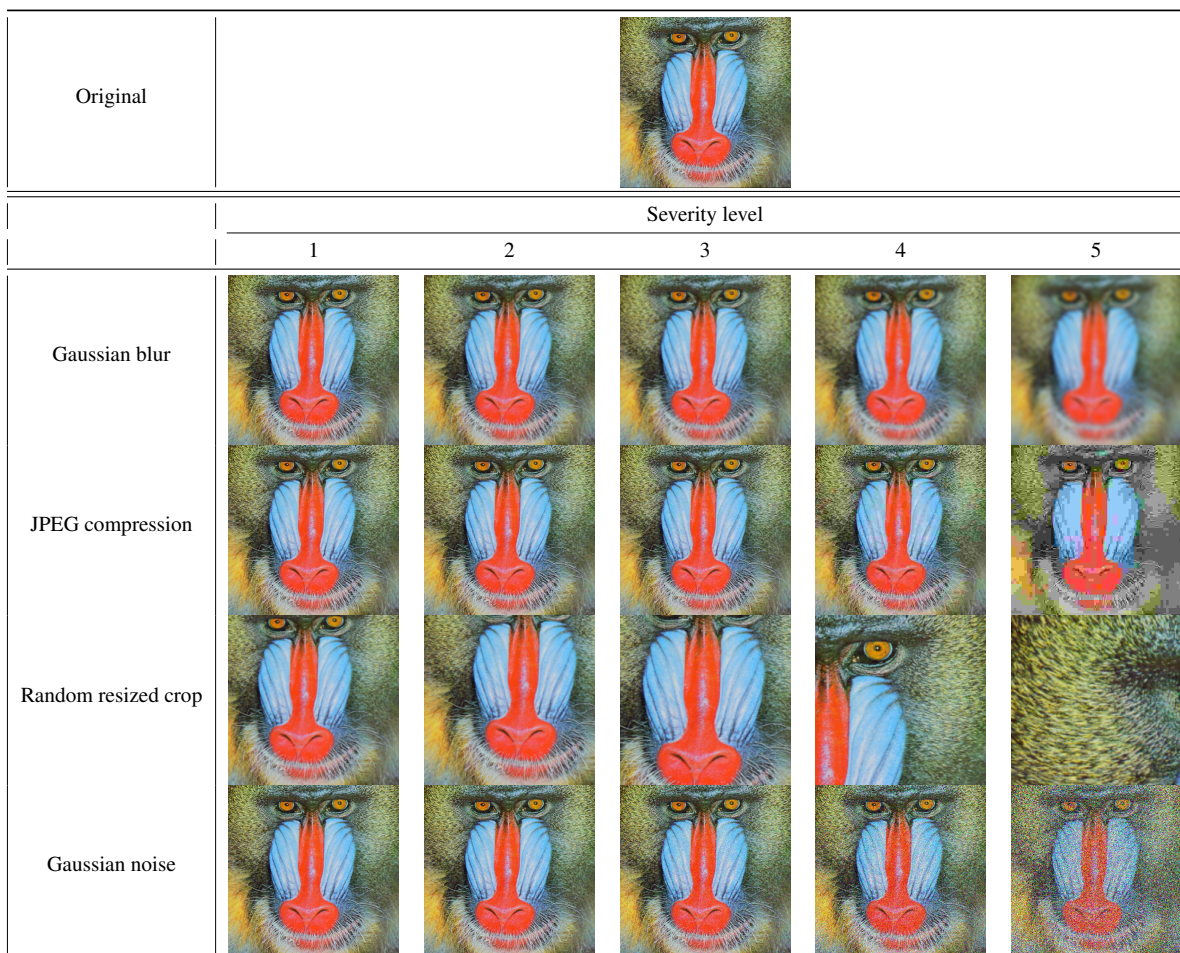 Original
Severity level
1 2 3 4 5
Gaussian blur
JPEG compression
Random resized crop
Gaussian noise